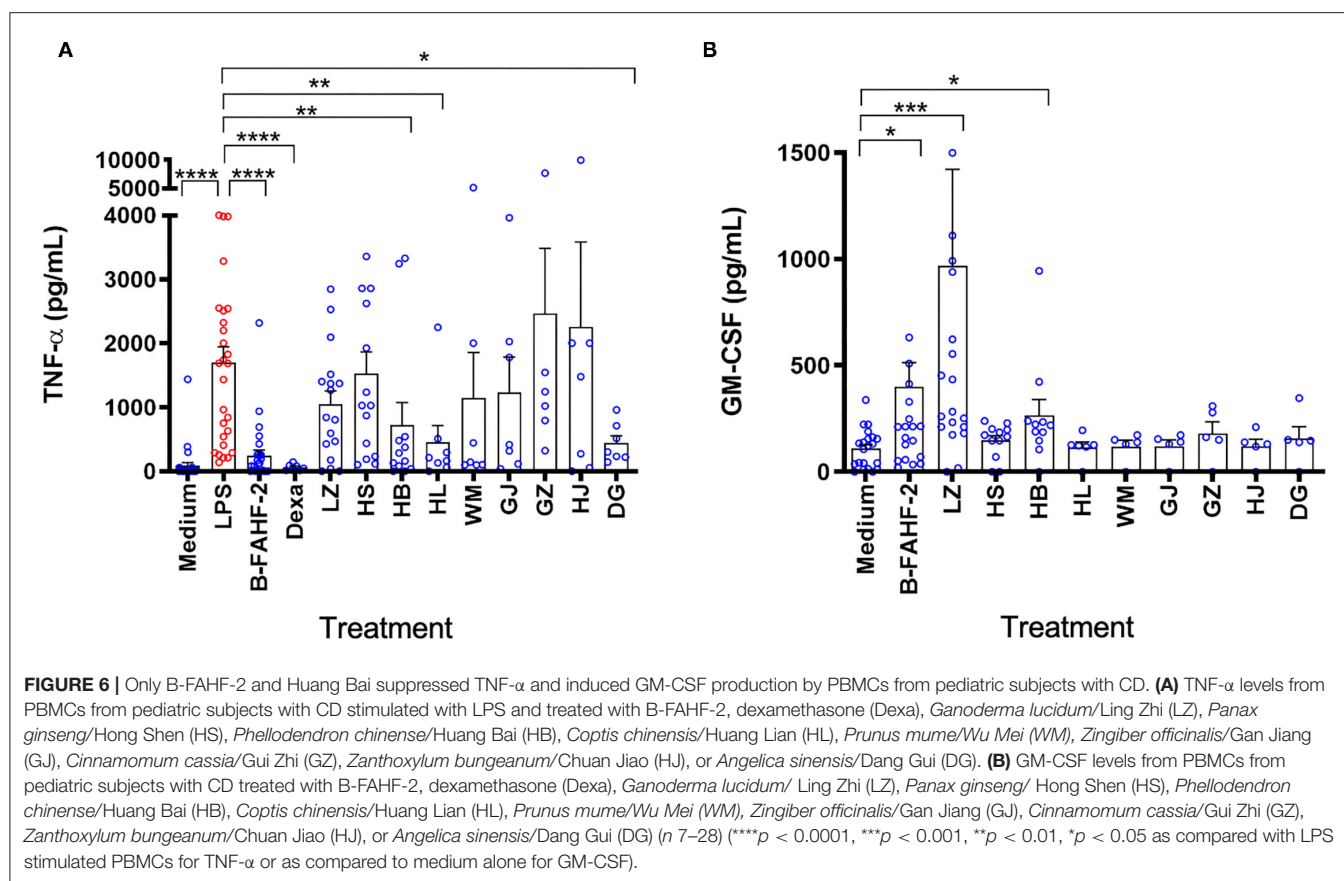 A
*
**
**
****
****
****
10000
5000
4000
3000
2000
1000
0
TNF-α (pg/mL)
Medium
LPS
B-FAHF-2
Dexa
LZ
HS
HB
HL
WM
GJ
GZ
HJ
DG
Treatment
B
*
***
*
1500
1000
500
0
GM-CSF (pg/mL)
Medium
B-FAHF-2
LZ
HS
HB
HL
WM
GJ
GZ
HJ
DG
Treatment
FIGURE 6 | Only B-FAHF-2 and Huang Bai suppressed TNF-α and induced GM-CSF production by PBMCs from pediatric subjects with CD. (A) TNF-α levels from
PBMCs from pediatric subjects with CD stimulated with LPS and treated with B-FAHF-2, dexamethasone (Dexa), Ganoderma lucidum/Ling Zhi (LZ), Panax
ginseng/Hong Shen (HS), Phellodendron chinense/Huang Bai (HB), Coptis chinensis/Huang Lian (HL), Prunus mume/Wu Mei (WM), Zingiber officinalis/Gan Jiang
(GJ), Cinnamomum cassia/Gui Zhi (GZ), Zanthoxylum bungeanum/Chuan Jiao (HJ), or Angelica sinensis/Dang Gui (DG). (B) GM-CSF levels from PBMCs from
pediatric subjects with CD treated with B-FAHF-2, dexamethasone (Dexa), Ganoderma lucidum/ Ling Zhi (LZ), Panax ginseng/ Hong Shen (HS), Phellodendron
chinense/Huang Bai (HB), Coptis chinensis/Huang Lian (HL), Prunus mume/Wu Mei (WM), Zingiber officinalis/Gan Jiang (GJ), Cinnamomum cassia/Gui Zhi (GZ),
Zanthoxylum bungeanum/Chuan Jiao (HJ), or Angelica sinensis/Dang Gui (DG) (n 7–28) (****p < 0.0001, ***p < 0.001, **p < 0.01, *p < 0.05 as compared with LPS
stimulated PBMCs for TNF-α or as compared to medium alone for GM-CSF).